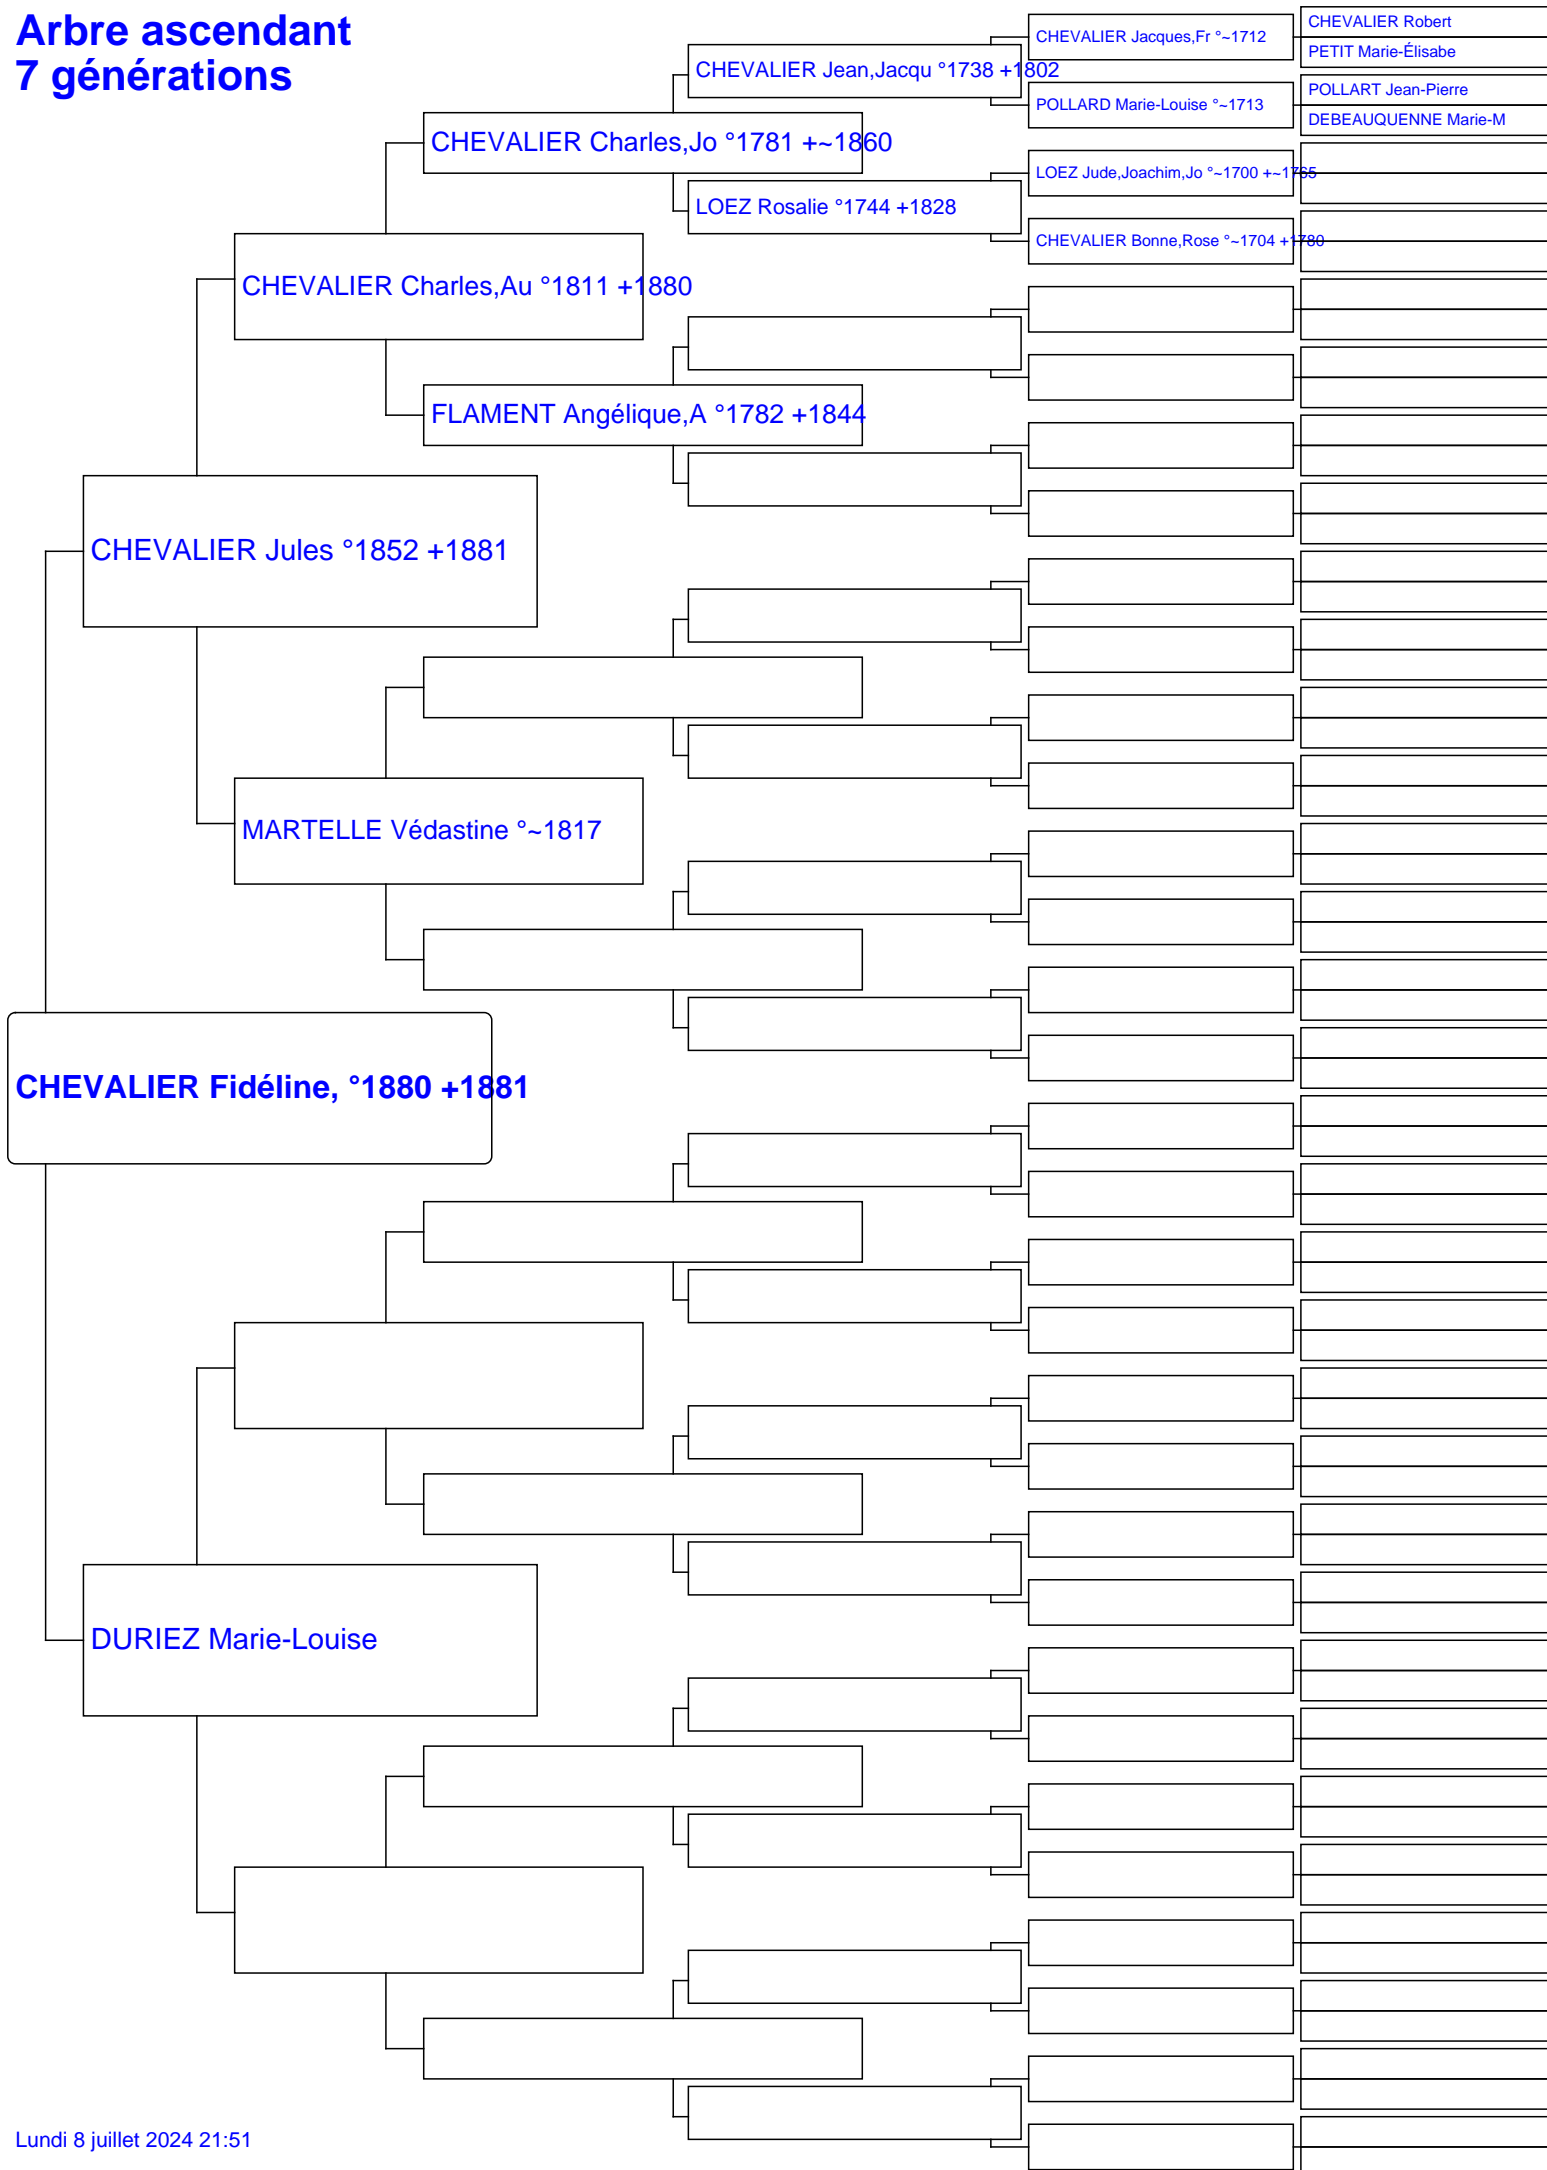 Arbre ascendant
7 générations
CHEVALIER Robert
CHEVALIER Jacques,Fr °~1712
PETIT Marie-Élisabe
CHEVALIER Jean,Jacqu °1738 +1802
POLLART Jean-Pierre
POLLARD Marie-Louise °~1713
DEBEAUQUENNE Marie-M
CHEVALIER Charles,Jo °1781 +~1860
LOEZ Jude,Joachim,Jo °~1700 +~1765
LOEZ Rosalie °1744 +1828
CHEVALIER Bonne,Rose °~1704 +1780
CHEVALIER Charles,Au °1811 +1880
FLAMENT Angélique,A °1782 +1844
CHEVALIER Jules °1852 +1881
MARTELLE Védastine °~1817
CHEVALIER Fidéline, °1880 +1881
DURIEZ Marie-Louise
Lundi 8 juillet 2024 21:51